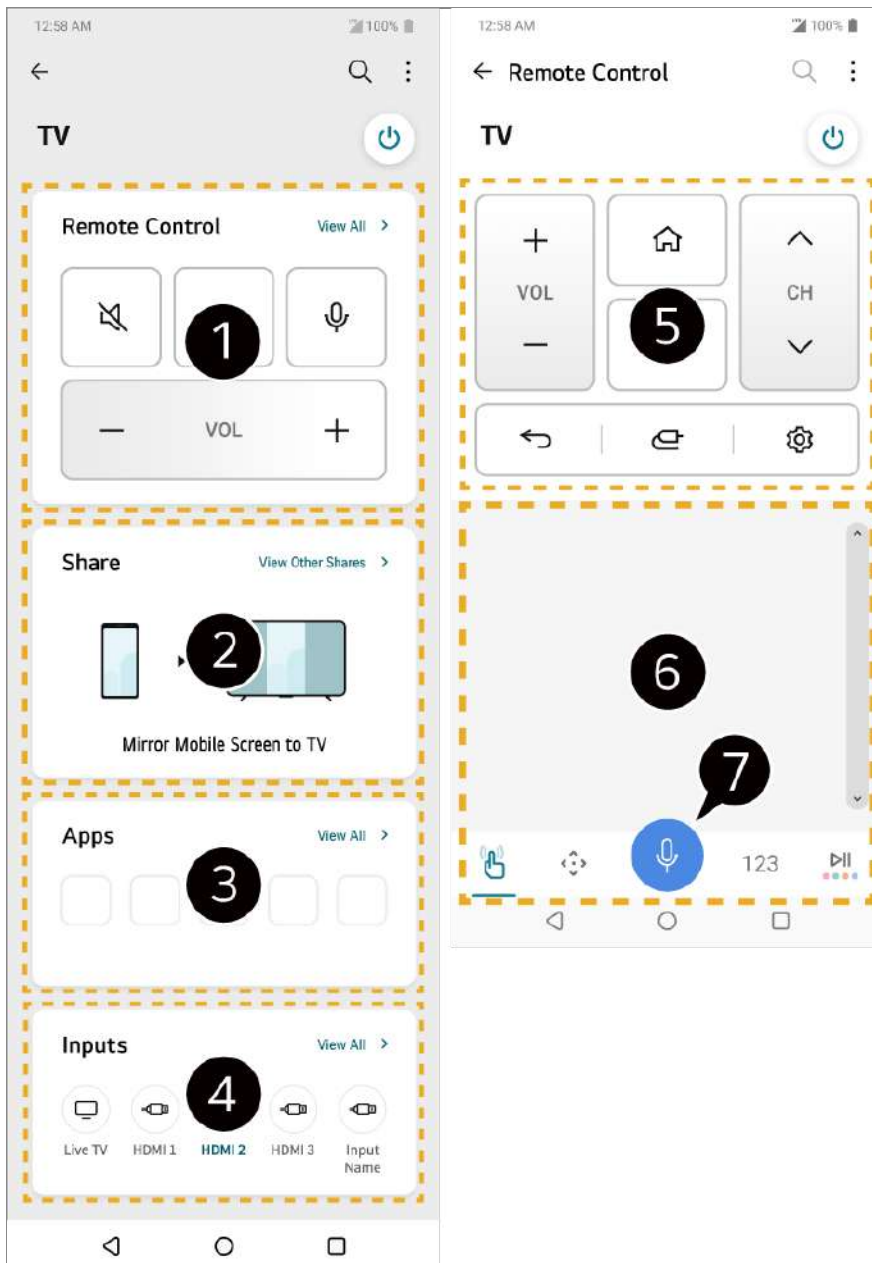 12:58 AM
100%
TV
Remote Control
View All >
1
— VOL +
Share
View Other Shares >
2
Mirror Mobile Screen to TV
Apps
View All >
3
Inputs
View All >
4
Live TV
HDMI 1
HDMI 2
HDMI 3
Input
Name
12:58 AM
100%
Remote Control
TV
+
VOL
—
CH
5
6
7
123